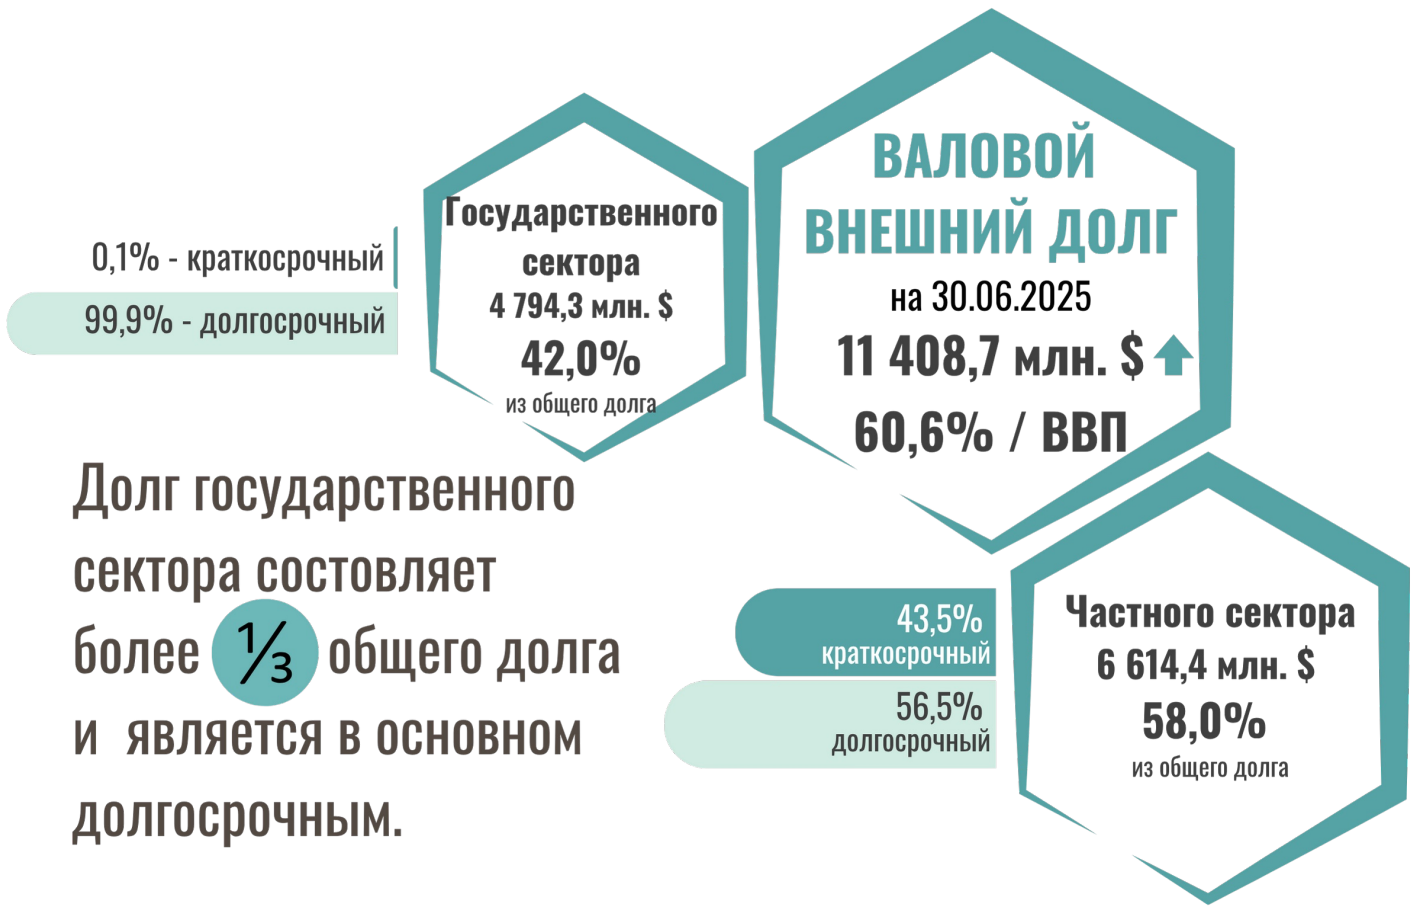 ВАЛОВОЙ
ВНЕШНИЙ ДОЛГ
на 30.06.2025
11 408,7 млн. $
60,6% / ВВП
Государственного
сектора
4 794,3 млн. $
42,0%
из общего долга
0,1% - краткосрочный
99,9% - долгосрочный
Долг государственного
сектора состовляет
более ⅓ общего долга
и является в основном
долгосрочным.
Частного сектора
6 614,4 млн. $
58,0%
из общего долга
43,5%
краткосрочный
56,5%
долгосрочный